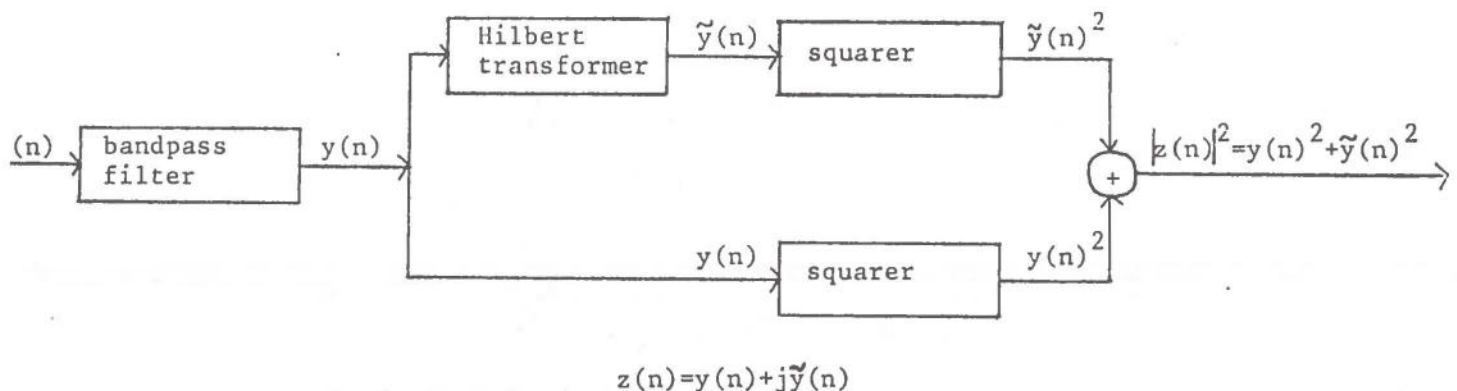 Hilbert
transformer
ỹ(n)
squarer
ỹ(n)²
(n)
bandpass
filter
y(n)
|z(n)|²=y(n)²+ỹ(n)²
+
y(n)
squarer
y(n)²
z(n)=y(n)+jỹ(n)